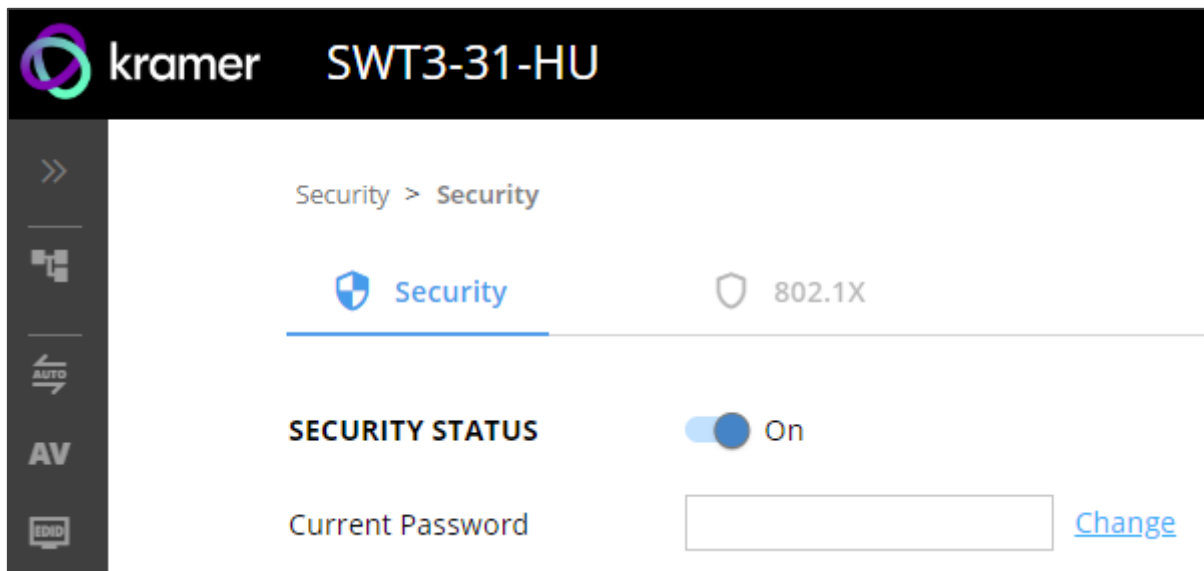 kramer SWT3-31-HU
Security > Security
Security 802.1X
AUTO
SECURITY STATUS On
AV
Current Password Change
EDID